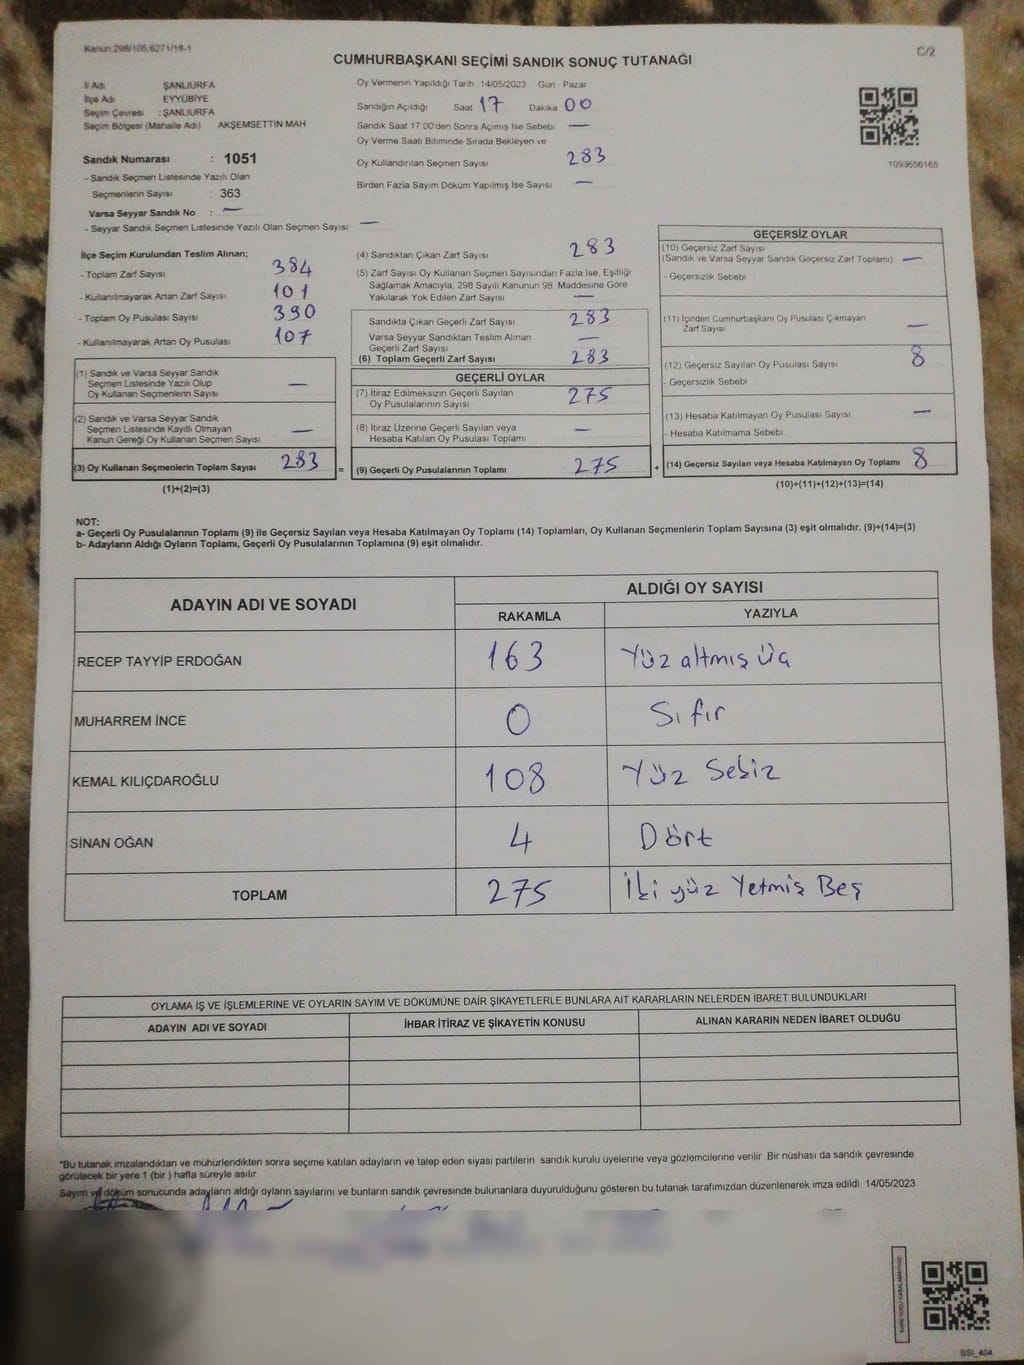 Kanun 298/105,6271/18-1
C/2
CUMHURBAŞKANI SEÇİMİ SANDIK SONUÇ TUTANAĞI
İl Adı ŞANLIURFA
İlçe Adı EYYÜBİYE
Seçim Çevresi : ŞANLIURFA
Seçim Bölgesi (Mahalle Adı) AKŞEMSETTİN MAH
Sandık Numarası : 1051
- Sandık Seçmen Listesinde Yazılı Olan
Seçmenlerin Sayısı : 363
Varsa Seyyar Sandık No : —
- Seyyar Sandık Seçmen Listesinde Yazılı Olan Seçmen Sayısı —
Oy Vermenin Yapıldığı Tarih 14/05/2023 Gün Pazar
Sandığın Açıldığı Saat 17 Dakika 00
Sandık Saat 17:00'den Sonra Açılmış İse Sebebi —
Oy Verme Saati Bitiminde Sırada Bekleyen ve
Oy Kullandırılan Seçmen Sayısı 283
Birden Fazla Sayım Döküm Yapılmış İse Sayısı —
1093656165
İlçe Seçim Kurulundan Teslim Alınan;
- Toplam Zarf Sayısı 384
- Kullanılmayarak Artan Zarf Sayısı 101
- Toplam Oy Pusulası Sayısı 390
- Kullanılmayarak Artan Oy Pusulası 107
(1) Sandık ve Varsa Seyyar Sandık
Seçmen Listesinde Yazılı Olup
Oy Kullanan Seçmenlerin Sayısı —
(2) Sandık ve Varsa Seyyar Sandık
Seçmen Listesinde Kayıtlı Olmayan
Kanun Gereği Oy Kullanan Seçmen Sayısı —
(3) Oy Kullanan Seçmenlerin Toplam Sayısı 283
(1)+(2)=(3)
(4) Sandıktan Çıkan Zarf Sayısı 283
(5) Zarf Sayısı Oy Kullanan Seçmen Sayısından Fazla İse, Eşitliği
Sağlamak Amacıyla, 298 Sayılı Kanunun 98. Maddesine Göre
Yakılarak Yok Edilen Zarf Sayısı —
Sandıkta Çıkan Geçerli Zarf Sayısı 283
Varsa Seyyar Sandıktan Teslim Alınan
Geçerli Zarf Sayısı —
(6) Toplam Geçerli Zarf Sayısı 283
GEÇERLİ OYLAR
(7) İtiraz Edilmeksizin Geçerli Sayılan
Oy Pusulalarının Sayısı 275
(8) İtiraz Üzerine Geçerli Sayılan veya
Hesaba Katılan Oy Pusulası Toplamı —
= (9) Geçerli Oy Pusulalarının Toplamı 275
GEÇERSİZ OYLAR
(10) Geçersiz Zarf Sayısı
(Sandık ve Varsa Seyyar Sandık Geçersiz Zarf Toplamı) —
- Geçersizlik Sebebi
(11) İçinden Cumhurbaşkanı Oy Pusulası Çıkmayan
Zarf Sayısı —
(12) Geçersiz Sayılan Oy Pusulası Sayısı 8
- Geçersizlik Sebebi
(13) Hesaba Katılmayan Oy Pusulası Sayısı —
- Hesaba Katılmama Sebebi
+ (14) Geçersiz Sayılan veya Hesaba Katılmayan Oy Toplamı 8
(10)+(11)+(12)+(13)=(14)
NOT:
a- Geçerli Oy Pusulalarının Toplamı (9) ile Geçersiz Sayılan veya Hesaba Katılmayan Oy Toplamı (14) Toplamları, Oy Kullanan Seçmenlerin Toplam Sayısına (3) eşit olmalıdır. (9)+(14)=(3)
b- Adayların Aldığı Oyların Toplamı, Geçerli Oy Pusulalarının Toplamına (9) eşit olmalıdır.
ADAYIN ADI VE SOYADI ALDIĞI OY SAYISI
RAKAMLA YAZIYLA
RECEP TAYYİP ERDOĞAN 163 Yüz altmış üç
MUHARREM İNCE 0 Sıfır
KEMAL KILIÇDAROĞLU 108 Yüz Sekiz
SİNAN OĞAN 4 Dört
TOPLAM 275 İki yüz Yetmiş Beş
OYLAMA İŞ VE İŞLEMLERİNE VE OYLARIN SAYIM VE DÖKÜMÜNE DAİR ŞİKAYETLERLE BUNLARA AİT KARARLARIN NELERDEN İBARET BULUNDUKLARI
ADAYIN ADI VE SOYADI İHBAR İTİRAZ VE ŞİKAYETİN KONUSU ALINAN KARARIN NEDEN İBARET OLDUĞU
*Bu tutanak imzalandıktan ve mühürlendikten sonra seçime katılan adayların ve talep eden siyasi partilerin sandık kurulu üyelerine veya gözlemcilerine verilir. Bir nüshası da sandık çevresinde
görülecek bir yere 1 (bir ) hafta süreyle asılır.
Sayım ve döküm sonucunda adayların aldığı oyların sayılarını ve bunların sandık çevresinde bulunanlara duyurulduğunu gösteren bu tutanak tarafımızdan düzenlenerek imza edildi. 14/05/2023
SSİ_404